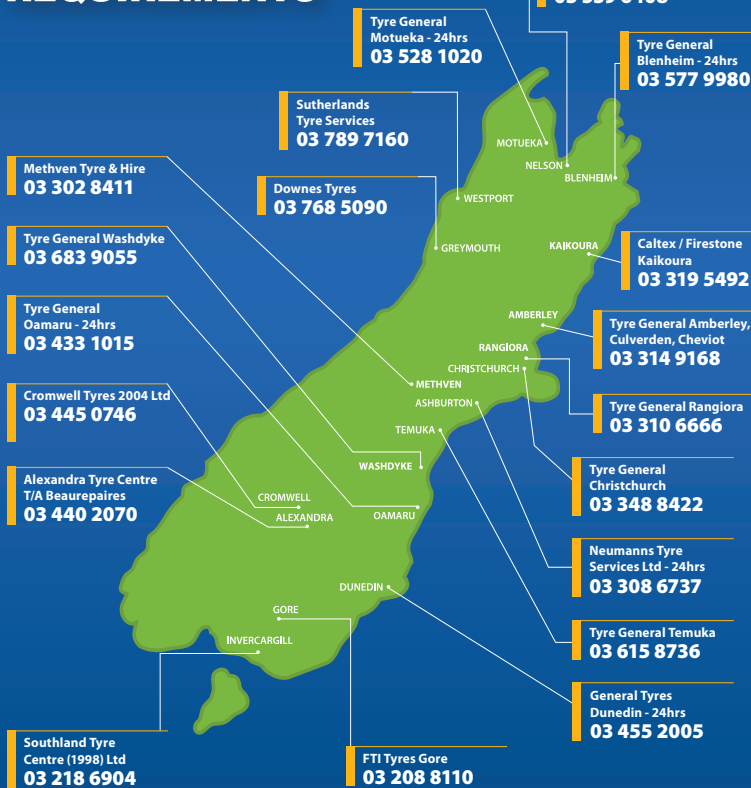 Tyre General
Motueka - 24hrs
03 528 1020
Tyre General
Blenheim - 24hrs
03 577 9980
Sutherlands
Tyre Services
03 789 7160
Methven Tyre & Hire
03 302 8411
Downes Tyres
03 768 5090
Tyre General Washdyke
03 683 9055
Caltex / Firestone
Kaikoura
03 319 5492
Tyre General
Oamaru - 24hrs
03 433 1015
Tyre General Amberley,
Culverden, Cheviot
03 314 9168
Cromwell Tyres 2004 Ltd
03 445 0746
Tyre General Rangiora
03 310 6666
Alexandra Tyre Centre
T/A Beaurepaires
03 440 2070
Tyre General
Christchurch
03 348 8422
Neumanns Tyre
Services Ltd - 24hrs
03 308 6737
Tyre General Temuka
03 615 8736
General Tyres
Dunedin - 24hrs
03 455 2005
Southland Tyre
Centre (1998) Ltd
03 218 6904
FTI Tyres Gore
03 208 8110
MOTUEKA
NELSON
BLENHEIM
WESTPORT
GREYMOUTH
KAIKOURA
AMBERLEY
RANGIORA
CHRISTCHURCH
METHVEN
ASHBURTON
TEMUKA
WASHDYKE
CROMWELL
ALEXANDRA
OAMARU
DUNEDIN
GORE
INVERCARGILL